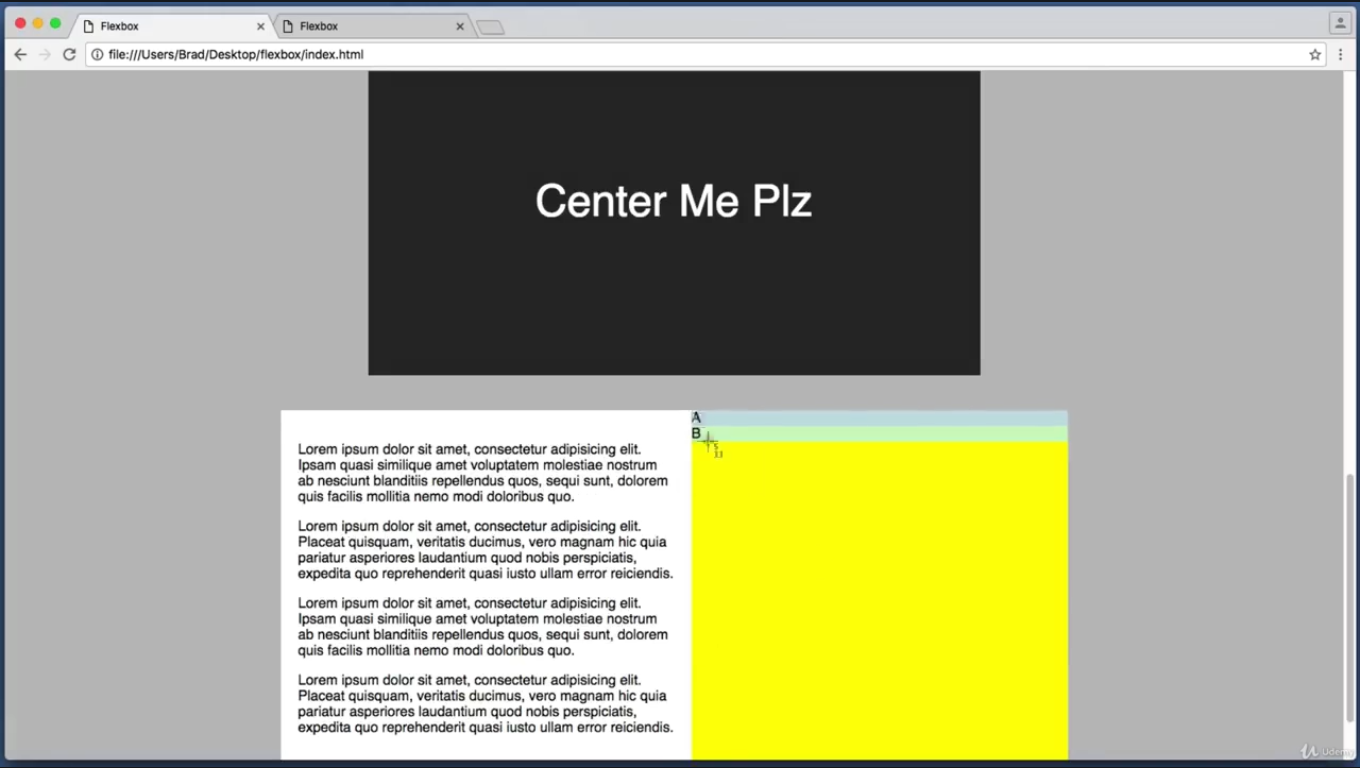 Flexbox
Flexbox
file:///Users/Brad/Desktop/flexbox/index.html
Center Me Plz
Lorem ipsum dolor sit amet, consectetur adipisicing elit.
Ipsam quasi similique amet voluptatem molestiae nostrum
ab nesciunt blanditiis repellendus quos, sequi sunt, dolorem
quis facilis mollitia nemo modi doloribus quo.
Lorem ipsum dolor sit amet, consectetur adipisicing elit.
Placeat quisquam, veritatis ducimus, vero magnam hic quia
pariatur asperiores laudantium quod nobis perspiciatis,
expedita quo reprehenderit quasi iusto ullam error reiciendis.
Lorem ipsum dolor sit amet, consectetur adipisicing elit.
Ipsam quasi similique amet voluptatem molestiae nostrum
ab nesciunt blanditiis repellendus quos, sequi sunt, dolorem
quis facilis mollitia nemo modi doloribus quo.
Lorem ipsum dolor sit amet, consectetur adipisicing elit.
Placeat quisquam, veritatis ducimus, vero magnam hic quia
pariatur asperiores laudantium quod nobis perspiciatis,
expedita quo reprehenderit quasi iusto ullam error reiciendis.
A
B
Udemy